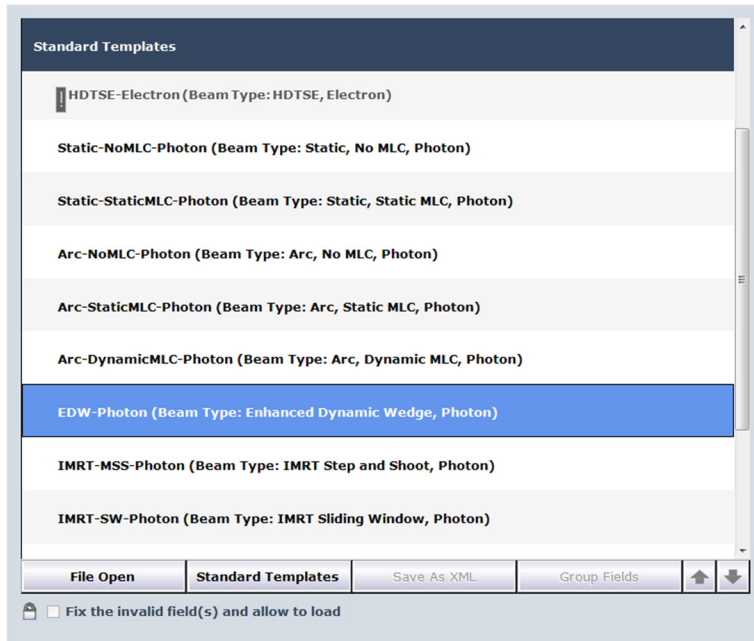 Standard Templates
HDTSE-Electron (Beam Type: HDTSE, Electron)
Static-NoMLC-Photon (Beam Type: Static, No MLC, Photon)
Static-StaticMLC-Photon (Beam Type: Static, Static MLC, Photon)
Arc-NoMLC-Photon (Beam Type: Arc, No MLC, Photon)
Arc-StaticMLC-Photon (Beam Type: Arc, Static MLC, Photon)
Arc-DynamicMLC-Photon (Beam Type: Arc, Dynamic MLC, Photon)
EDW-Photon (Beam Type: Enhanced Dynamic Wedge, Photon)
IMRT-MSS-Photon (Beam Type: IMRT Step and Shoot, Photon)
IMRT-SW-Photon (Beam Type: IMRT Sliding Window, Photon)
File Open Standard Templates Save As XML Group Fields
Fix the invalid field(s) and allow to load